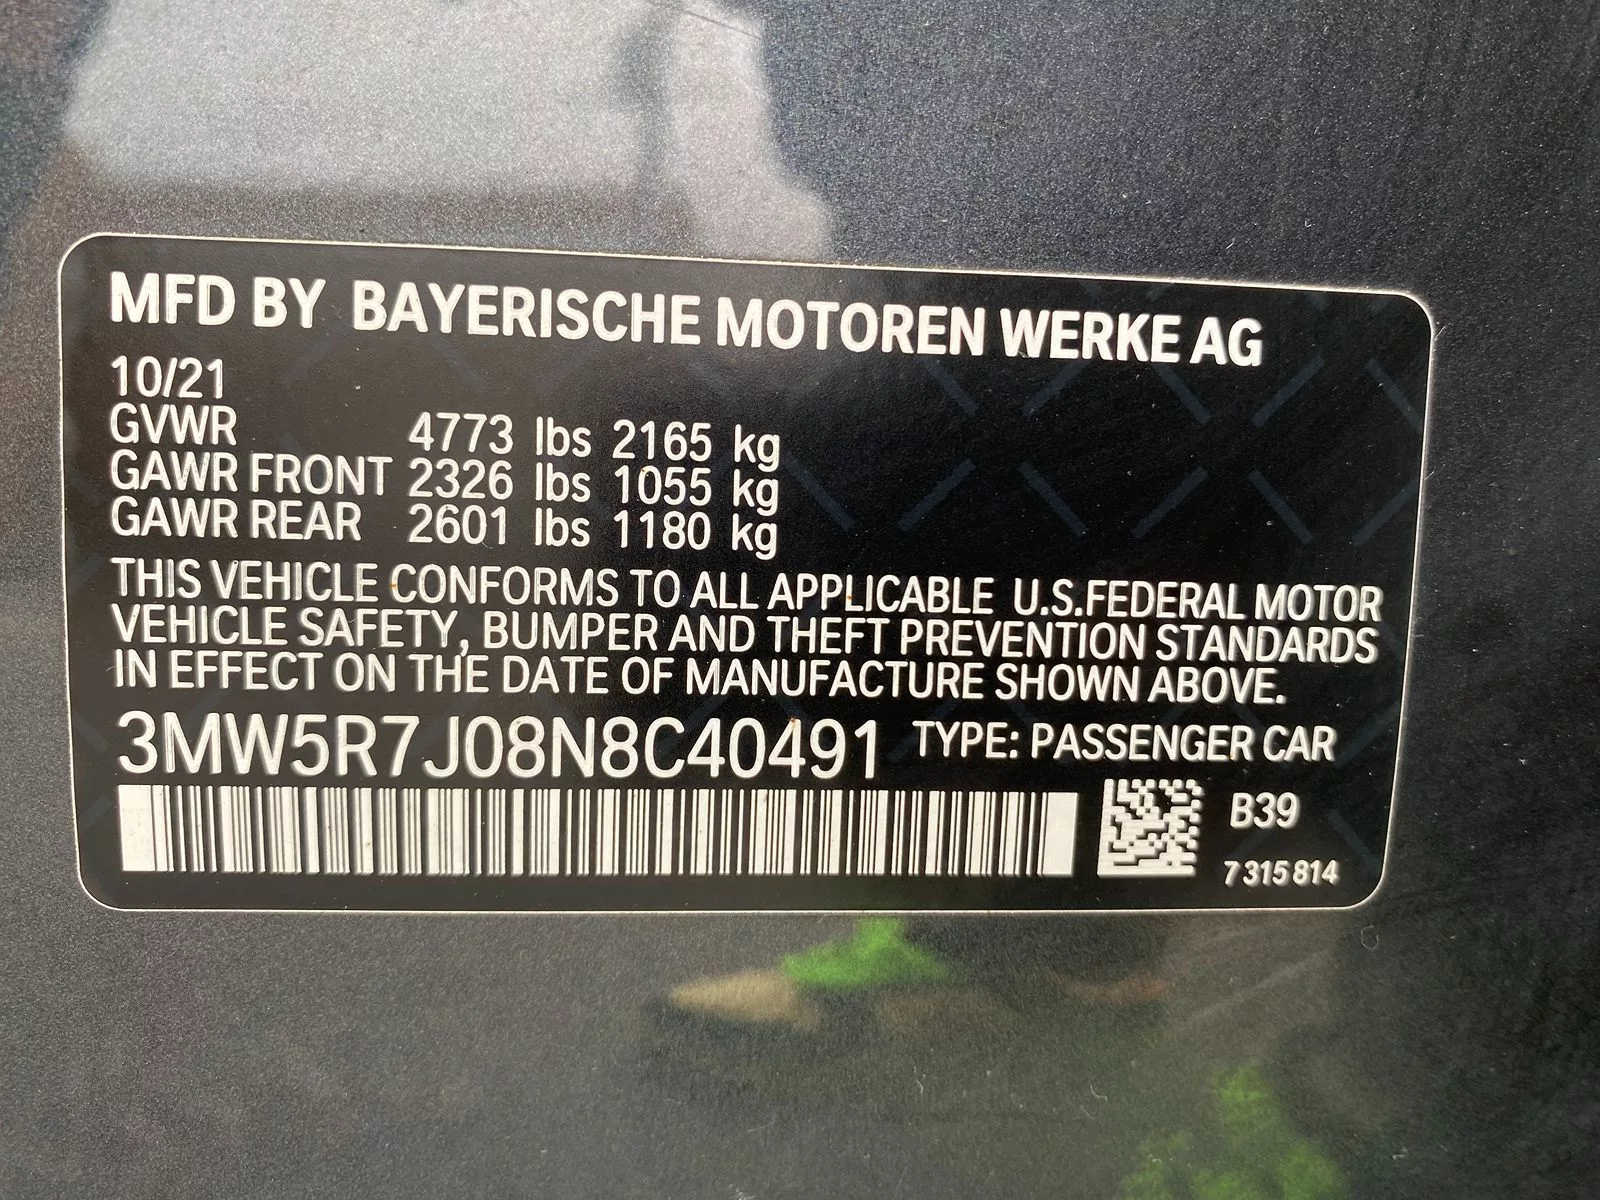 MFD BY BAYERISCHE MOTOREN WERKE AG
10/21
GVWR 4773 lbs 2165 kg
GAWR FRONT 2326 lbs 1055 kg
GAWR REAR 2601 lbs 1180 kg
THIS VEHICLE CONFORMS TO ALL APPLICABLE U.S.FEDERAL MOTOR
VEHICLE SAFETY, BUMPER AND THEFT PREVENTION STANDARDS
IN EFFECT ON THE DATE OF MANUFACTURE SHOWN ABOVE.
3MW5R7J08N8C40491 TYPE: PASSENGER CAR
B39
7 315 814